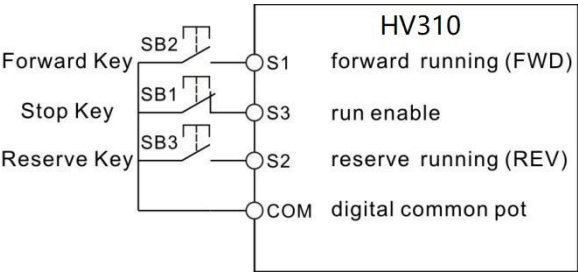 HV310
SB2
Forward Key S1 forward running (FWD)
SB1
Stop Key S3 run enable
SB3
Reserve Key S2 reserve running (REV)
COM digital common pot